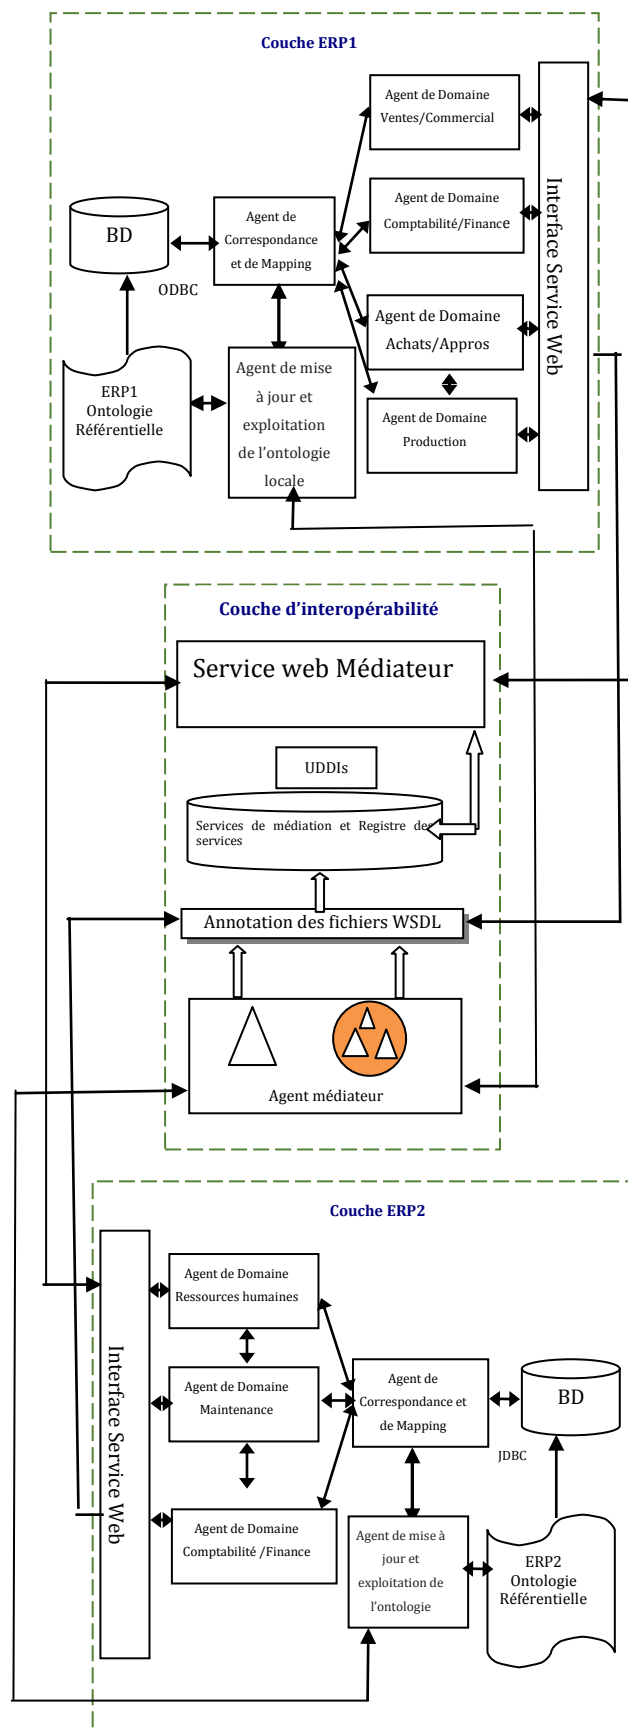 Couche ERP1
Agent de Domaine
Ventes/Commercial
Agent de Domaine
Comptabilité/Finance
Agent de
Correspondance
et de Mapping
BD
ODBC
Interface Service Web
Agent de Domaine
Achats/Appros
Agent de mise
à jour et
exploitation
de l'ontologie
locale
ERP1
Ontologie
Référentielle
Agent de Domaine
Production
Couche d'interopérabilité
Service web Médiateur
UDDIs
Services de médiation et Registre des
services
Annotation des fichiers WSDL
Agent médiateur
Couche ERP2
Interface Service Web
Agent de Domaine
Ressources humaines
Agent de Domaine
Maintenance
Agent de
Correspondance et
de Mapping
BD
JDBC
Agent de Domaine
Comptabilité /Finance
Agent de mise à
jour et
exploitation de
l'ontologie
ERP2
Ontologie
Référentielle